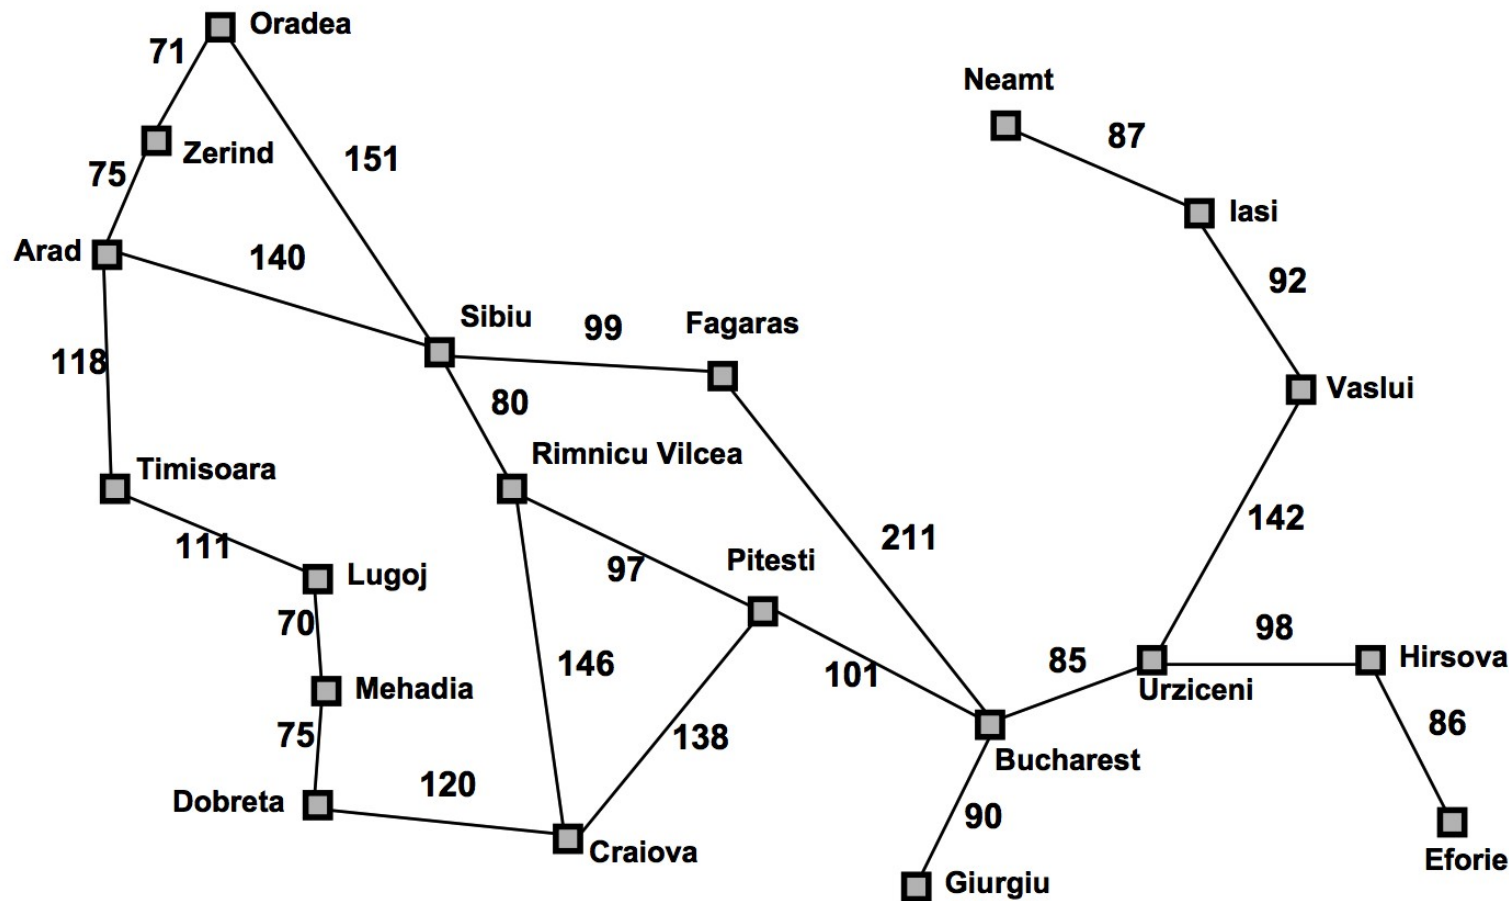 Oradea
71
Neamt
87
Zerind
151
75
Iasi
Arad
140
92
Sibiu
99
Fagaras
118
Vaslui
80
Rimnicu Vilcea
Timisoara
142
211
111
97
Pitesti
Lugoj
70
98
146
101
85
Hirsova
Mehadia
Urziceni
75
138
86
Bucharest
Dobreta
120
90
Craiova
Eforie
Giurgiu